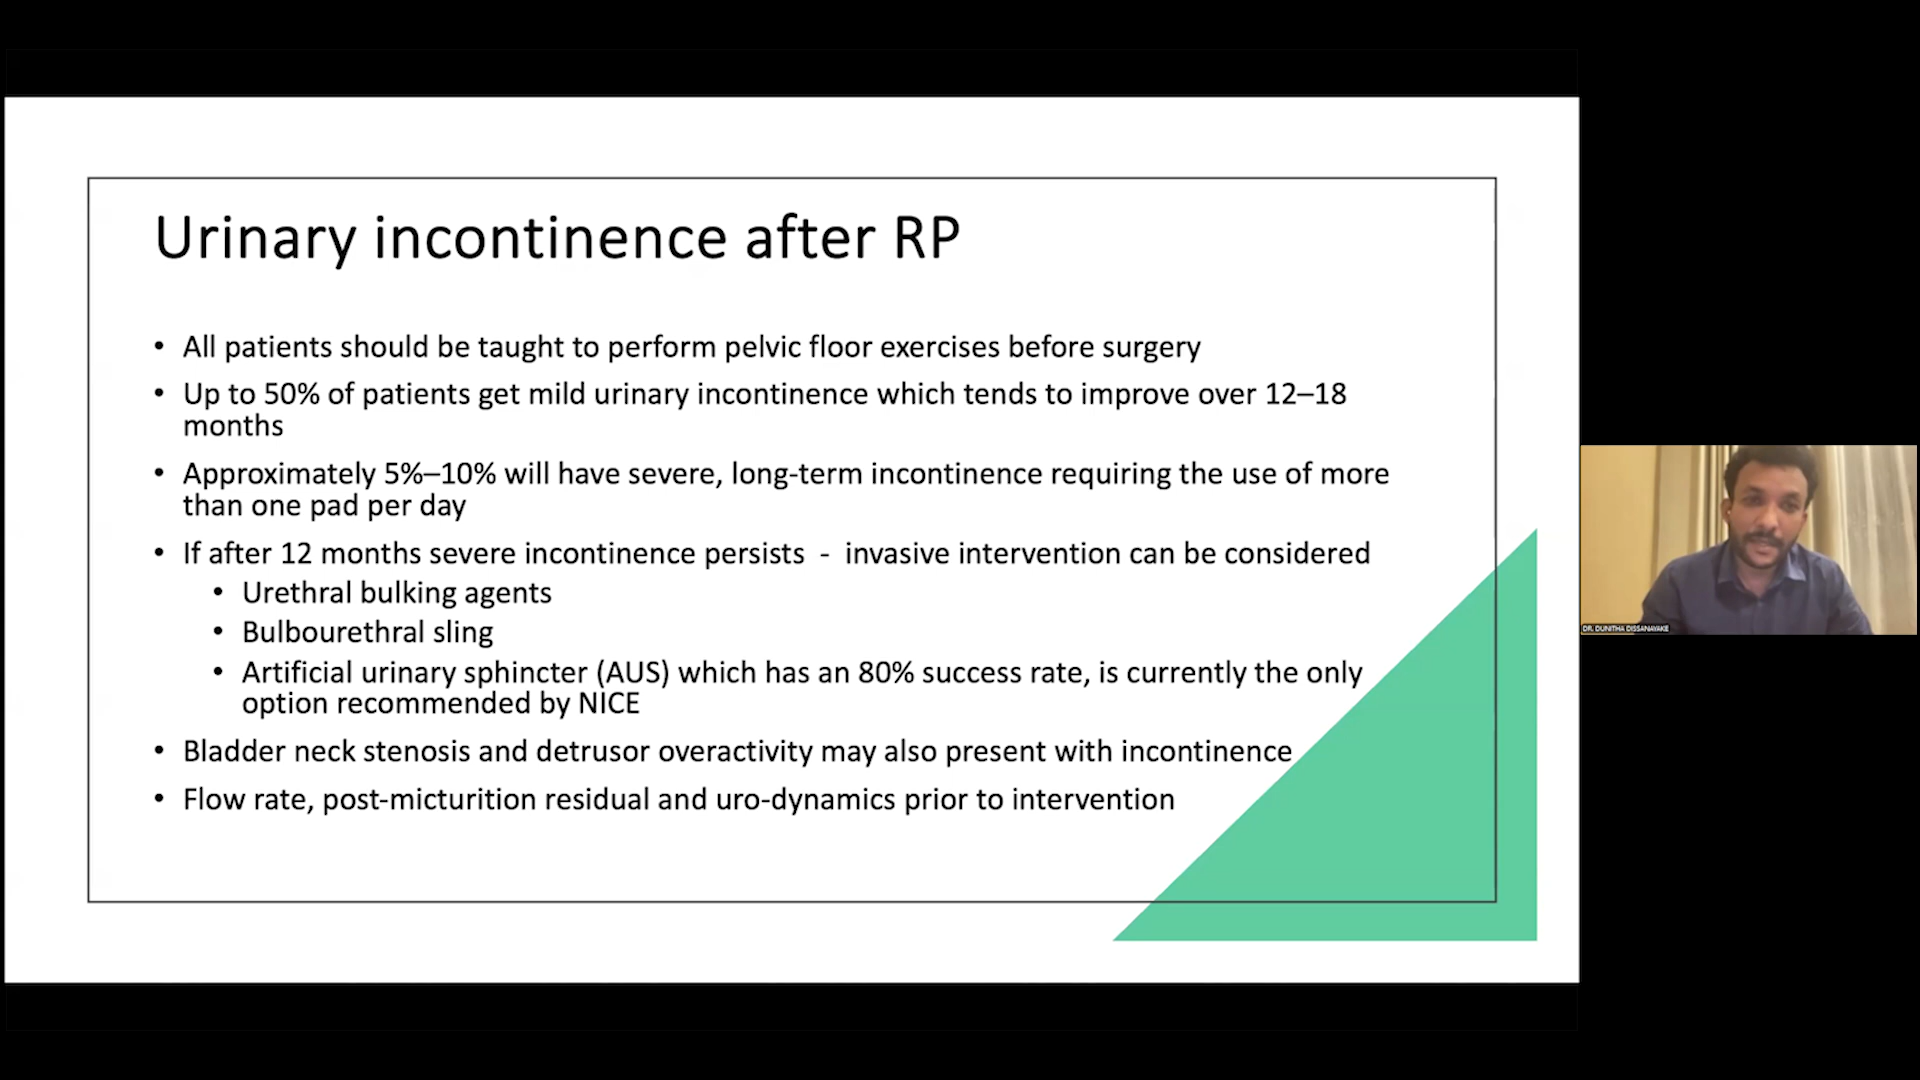 Urinary incontinence after RP
• All patients should be taught to perform pelvic floor exercises before surgery
• Up to 50% of patients get mild urinary incontinence which tends to improve over 12–18
months
• Approximately 5%–10% will have severe, long-term incontinence requiring the use of more
than one pad per day
• If after 12 months severe incontinence persists  -  invasive intervention can be considered
• Urethral bulking agents
• Bulbourethral sling
• Artificial urinary sphincter (AUS) which has an 80% success rate, is currently the only
option recommended by NICE
• Bladder neck stenosis and detrusor overactivity may also present with incontinence
• Flow rate, post-micturition residual and uro-dynamics prior to intervention
DR. DUNITHA DISSANAYAKE